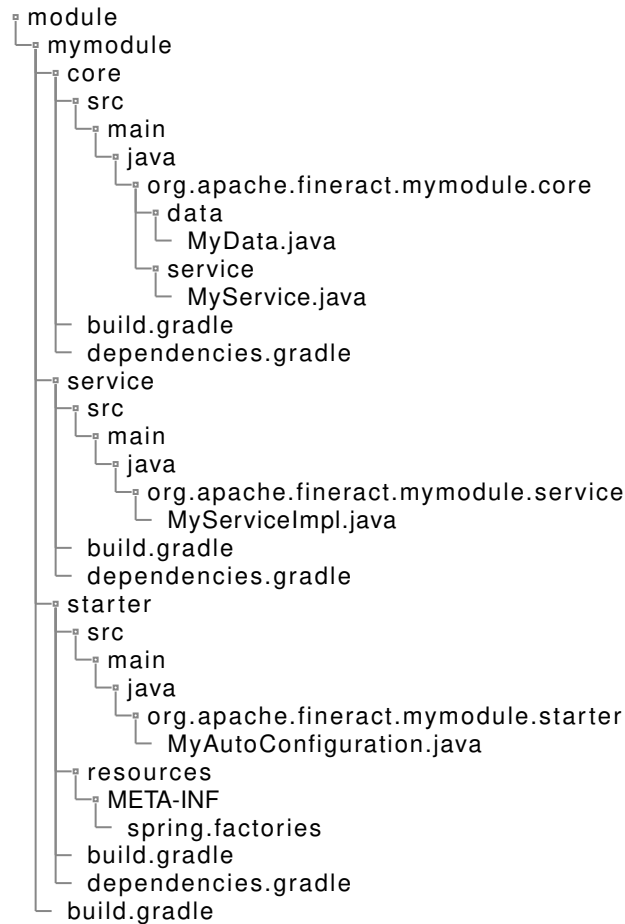 module
mymodule
core
src
main
java
org.apache.fineract.mymodule.core
data
MyData.java
service
MyService.java
build.gradle
dependencies.gradle
service
src
main
java
org.apache.fineract.mymodule.service
MyServiceImpl.java
build.gradle
dependencies.gradle
starter
src
main
java
org.apache.fineract.mymodule.starter
MyAutoConfiguration.java
resources
META-INF
spring.factories
build.gradle
dependencies.gradle
build.gradle